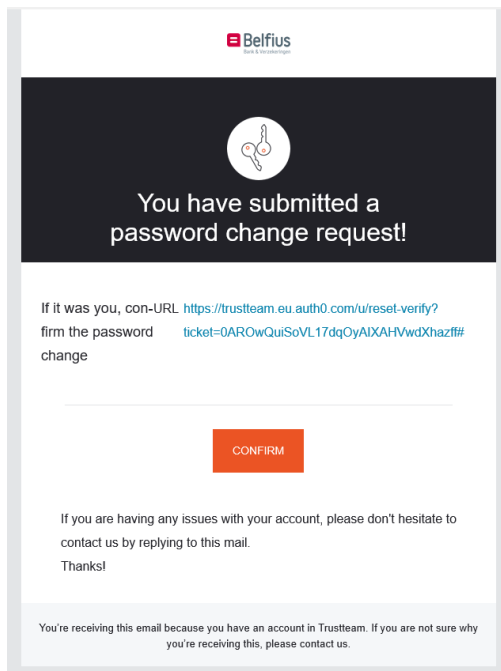 Belfius
Bank & Verzekeringen
You have submitted a
password change request!
If it was you, con-
firm the password
change
URL
https://trustteam.eu.auth0.com/u/reset-verify?
ticket=0AROwQuiSoVL17dqOyAIXAHVwdXhazff#
CONFIRM
If you are having any issues with your account, please don't hesitate to
contact us by replying to this mail.
Thanks!
You're receiving this email because you have an account in Trustteam. If you are not sure why
you're receiving this, please contact us.